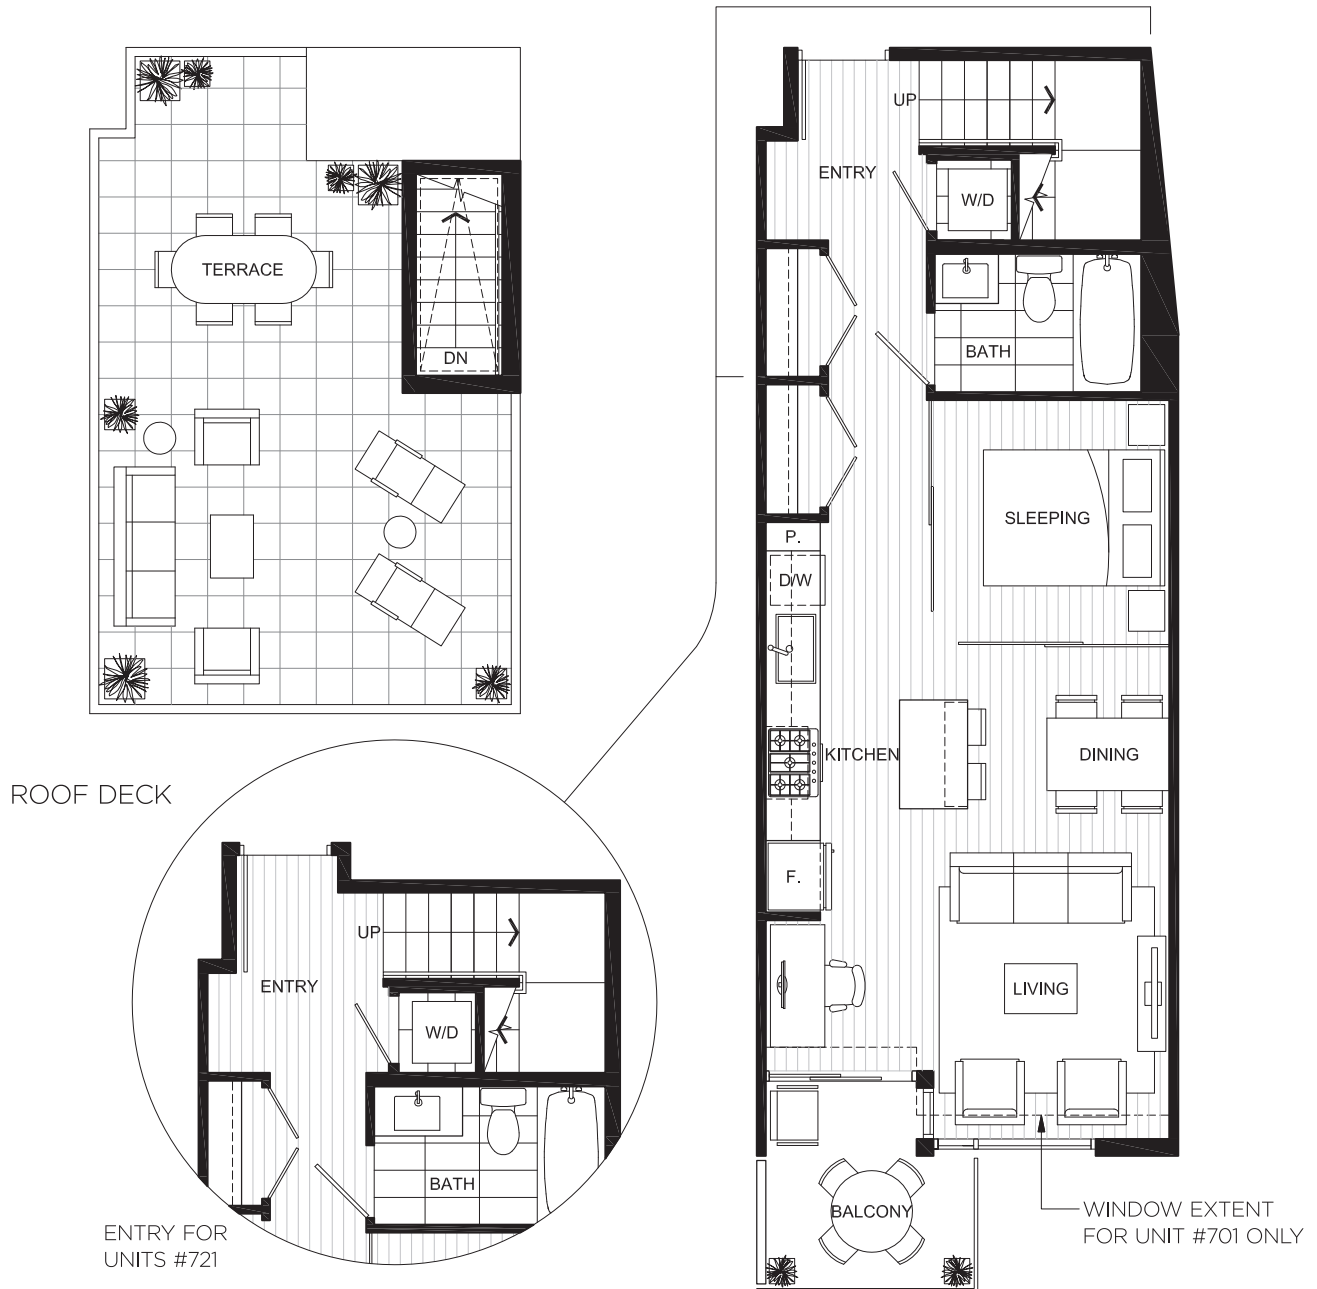 TERRACE
DN
ROOF DECK
UP
ENTRY
W/D
BATH
SLEEPING
P.
D/W
KITCHEN
DINING
F.
LIVING
BALCONY
WINDOW EXTENT
FOR UNIT #701 ONLY
UP
ENTRY
W/D
BATH
ENTRY FOR
UNITS #721